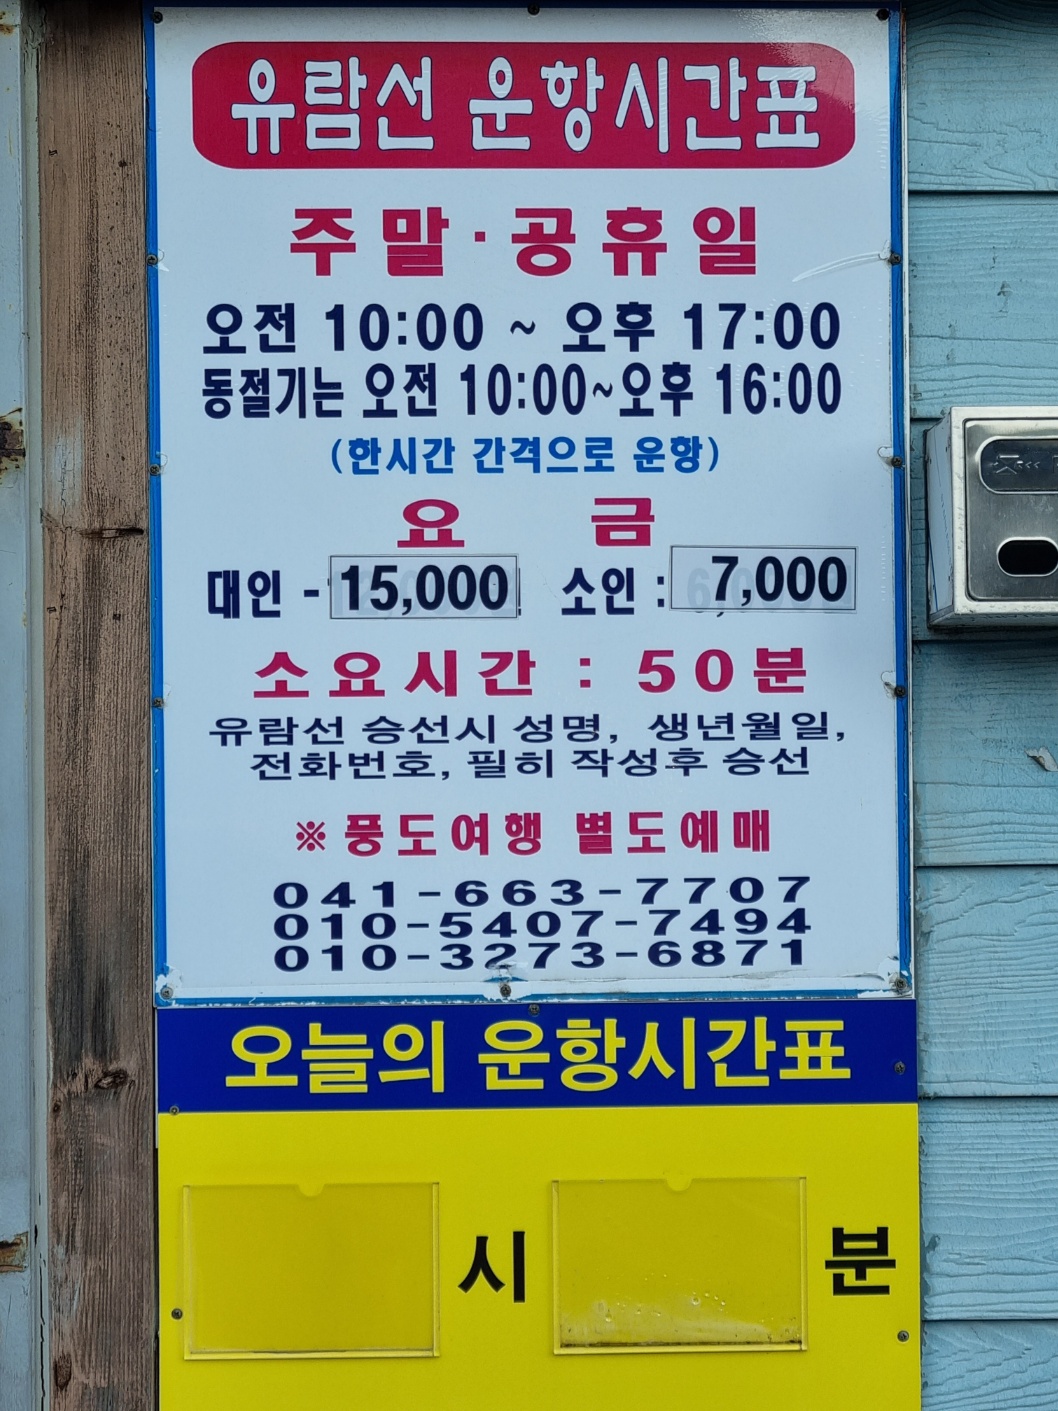 유람선 운항시간표
주말·공휴일
오전 10:00 ~ 오후 17:00
동절기는 오전 10:00~오후 16:00
(한시간 간격으로 운항)
요 금
대인 - 15,000 소인 : 7,000
소요시간 : 50분
유람선 승선시 성명, 생년월일,
전화번호, 필히 작성후 승선
※풍도여행 별도예매
041-663-7707
010-5407-7494
010-3273-6871
오늘의 운항시간표
시 분